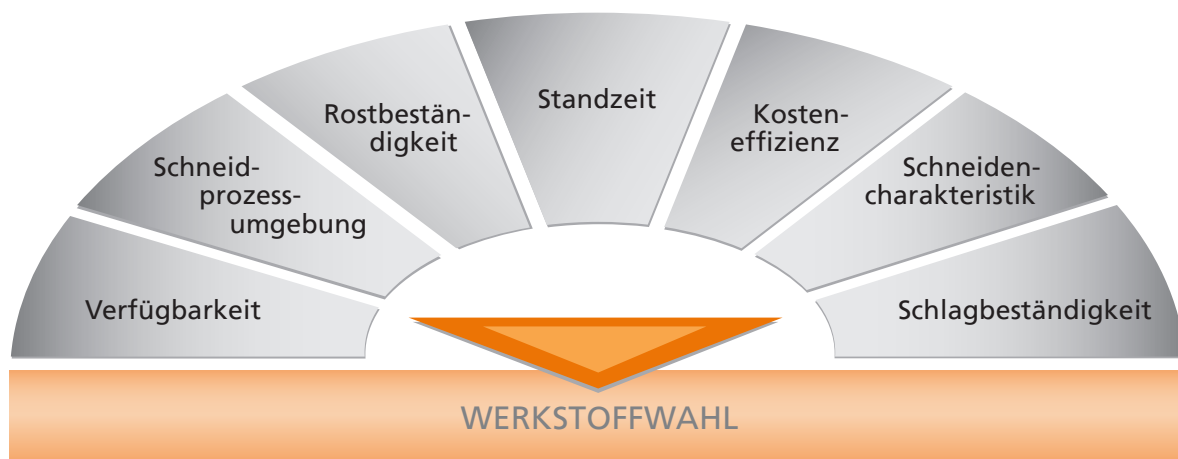 Verfügbarkeit
Schneid-
prozess-
umgebung
Rostbestän-
digkeit
Standzeit
Kosten-
effizienz
Schneiden-
charakteristik
Schlagbeständigkeit
WERKSTOFFWAHL